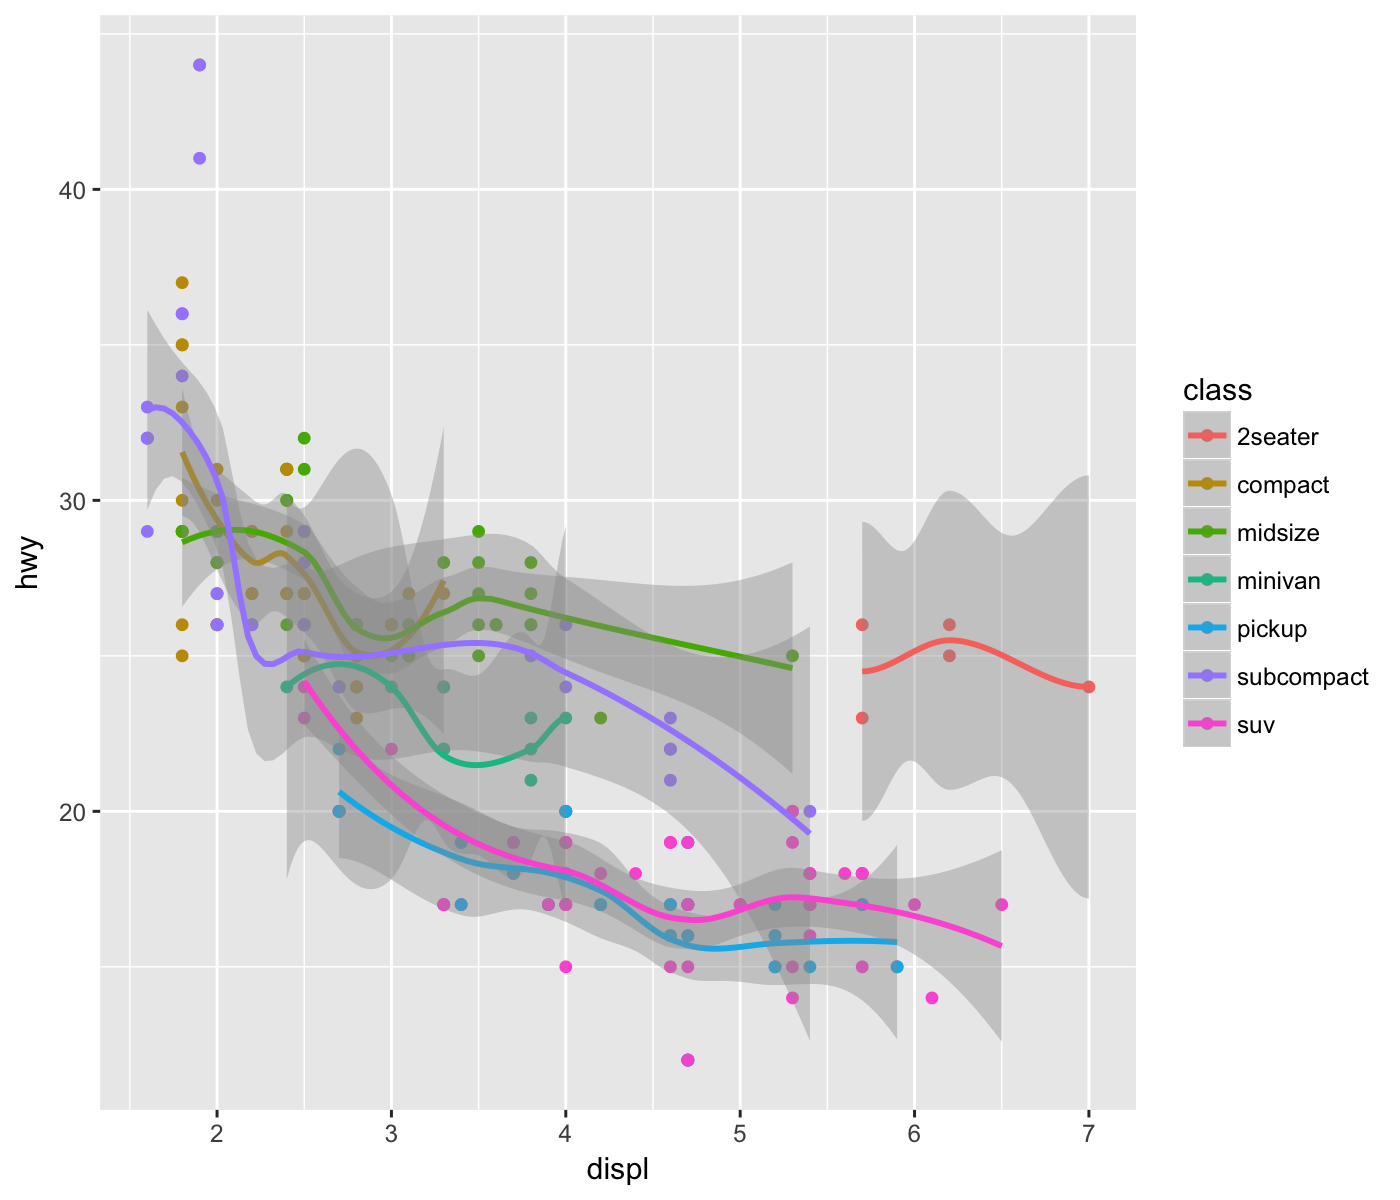 40
30
20
hwy
2 3 4 5 6 7
displ
class
2seater
compact
midsize
minivan
pickup
subcompact
suv